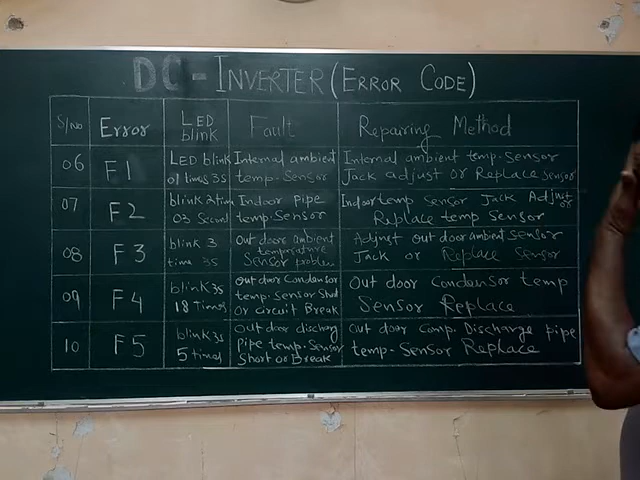 DC-INVERTER (ERROR CODE)
S/No Error LED blink Fault Repairing Method
06 F1 LED blink 01 times 3s Internal ambient temp. Sensor Internal ambient temp. Sensor Jack adjust or Replace sensor
07 F2 blink 2 time 03 Second Indoor pipe temp. Sensor Indoor temp sensor Jack Adjust or Replace temp sensor
08 F3 blink 3 time 3s Out door ambient temperature Sensor problem Adjust out door ambient sensor Jack or Replace sensor
09 F4 blink 3s 18 Times Out door Condensor temp. Sensor Shut or circuit Break Out door Condensor temp Sensor Replace
10 F5 blink 3s 5 times Out door discharg pipe temp. Sensor Short or Break Out door Comp. Discharge pipe temp. Sensor Replace